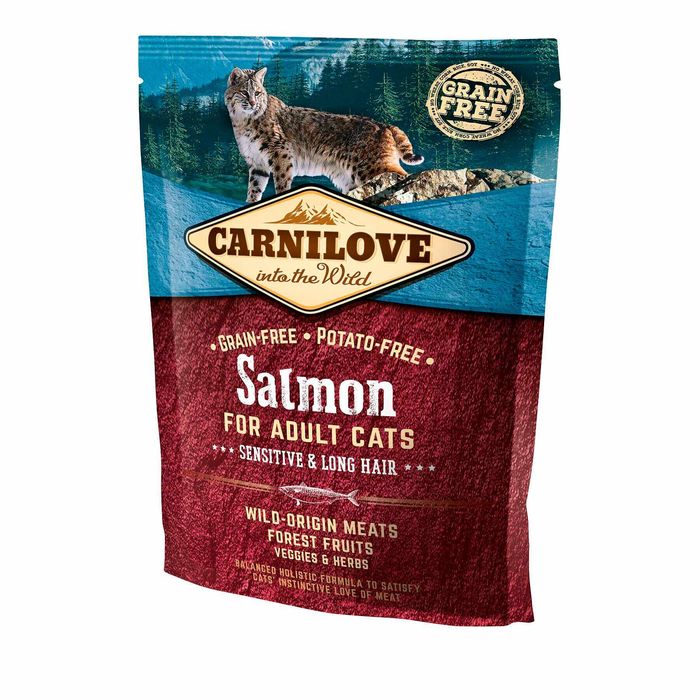 GRAIN
FREE
CARNILOVE
into the Wild
• GRAIN-FREE • POTATO-FREE •
Salmon
FOR ADULT CATS
SENSITIVE & LONG HAIR
WILD-ORIGIN MEATS
FOREST FRUITS
VEGGIES & HERBS
BALANCED HOLISTIC FORMULA TO SATISFY
CATS' INSTINCTIVE LOVE OF MEAT